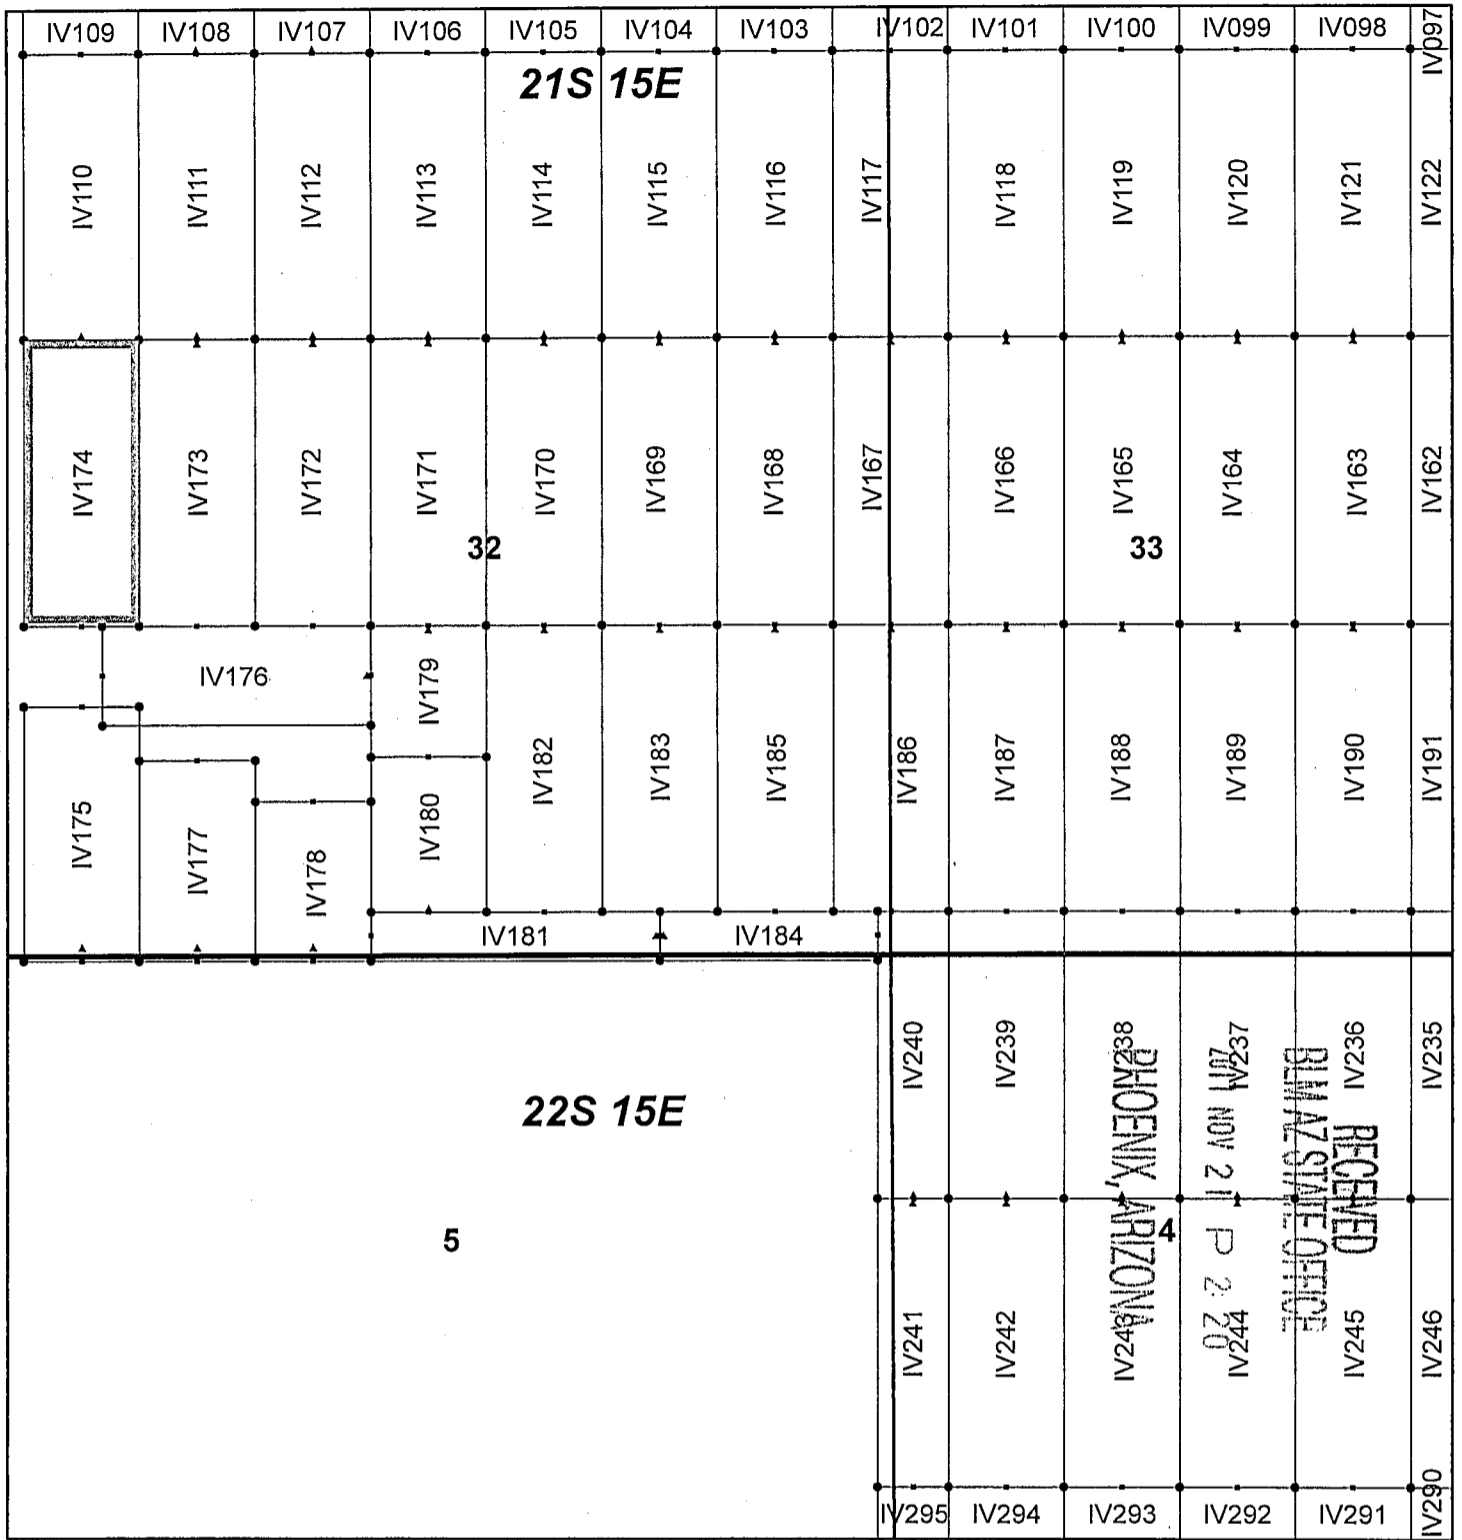 IV109 IV108 IV107 IV106 IV105 IV104 IV103 IV102 IV101 IV100 IV099 IV098 IV097
21S 15E
IV110 IV111 IV112 IV113 IV114 IV115 IV116 IV117 IV118 IV119 IV120 IV121 IV122
IV174 IV173 IV172 IV171 IV170 IV169 IV168 IV167 IV166 IV165 IV164 IV163 IV162
32 33
IV176 IV179
IV175 IV177 IV178 IV180 IV182 IV183 IV185 IV186 IV187 IV188 IV189 IV190 IV191
IV181 IV184
IV240 IV239 IV238 IV237 IV236 IV235
22S 15E
RECEIVED
BLM AZ STATE OFFICE
2011 NOV 21 P 2:20
PHOENIX, ARIZONA
5 4
IV241 IV242 IV243 IV244 IV245 IV246
IV295 IV294 IV293 IV292 IV291 IV290